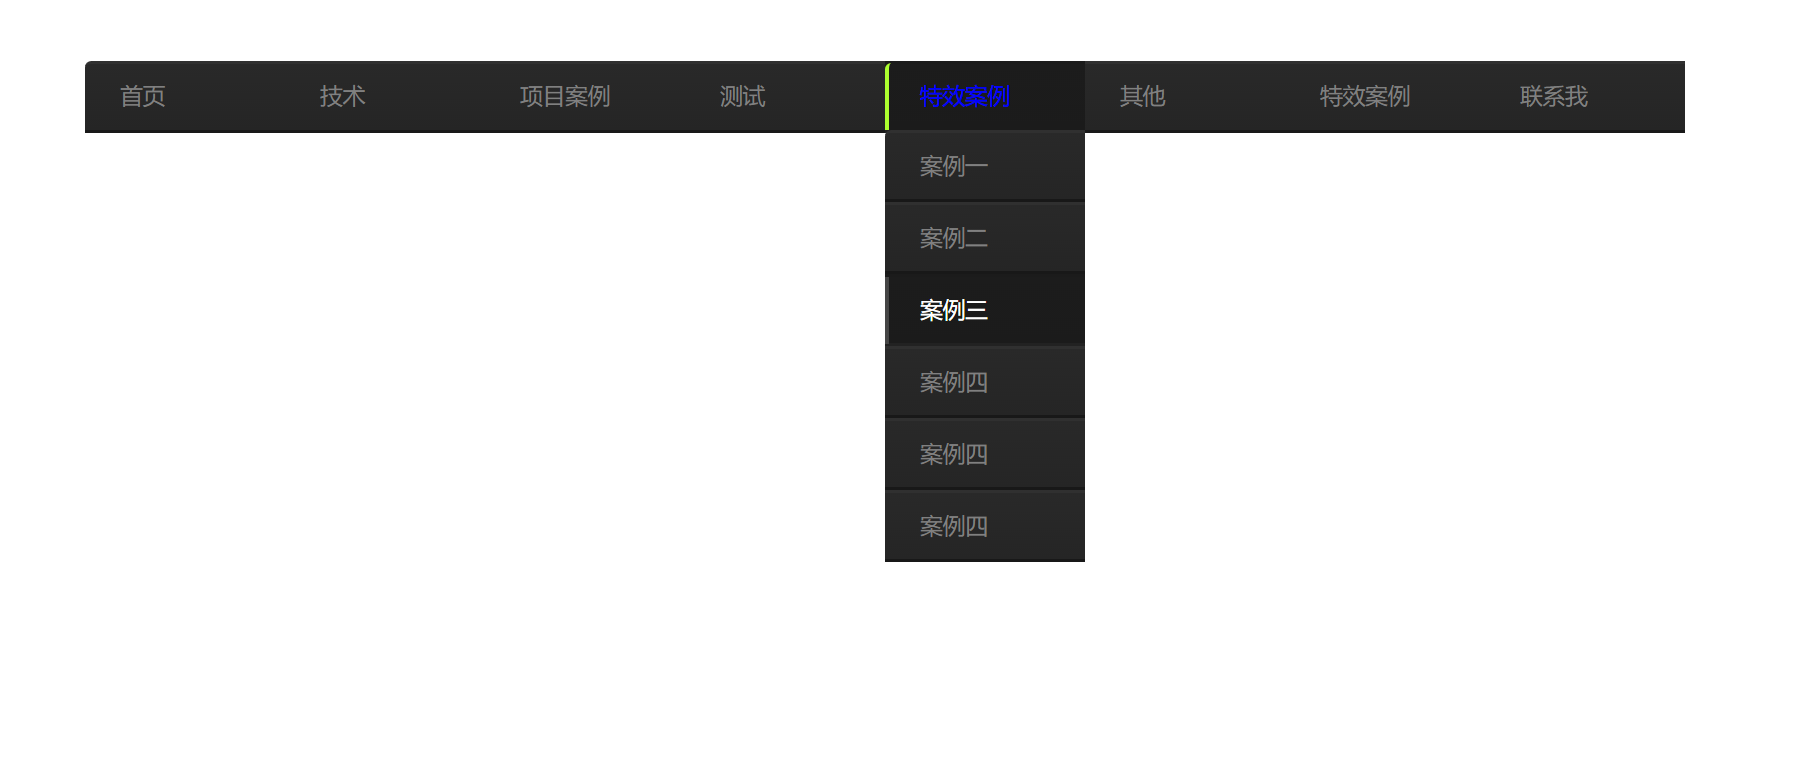 首页 技术 项目案例 测试 特效案例 其他 特效案例 联系我
案例一
案例二
案例三
案例四
案例四
案例四